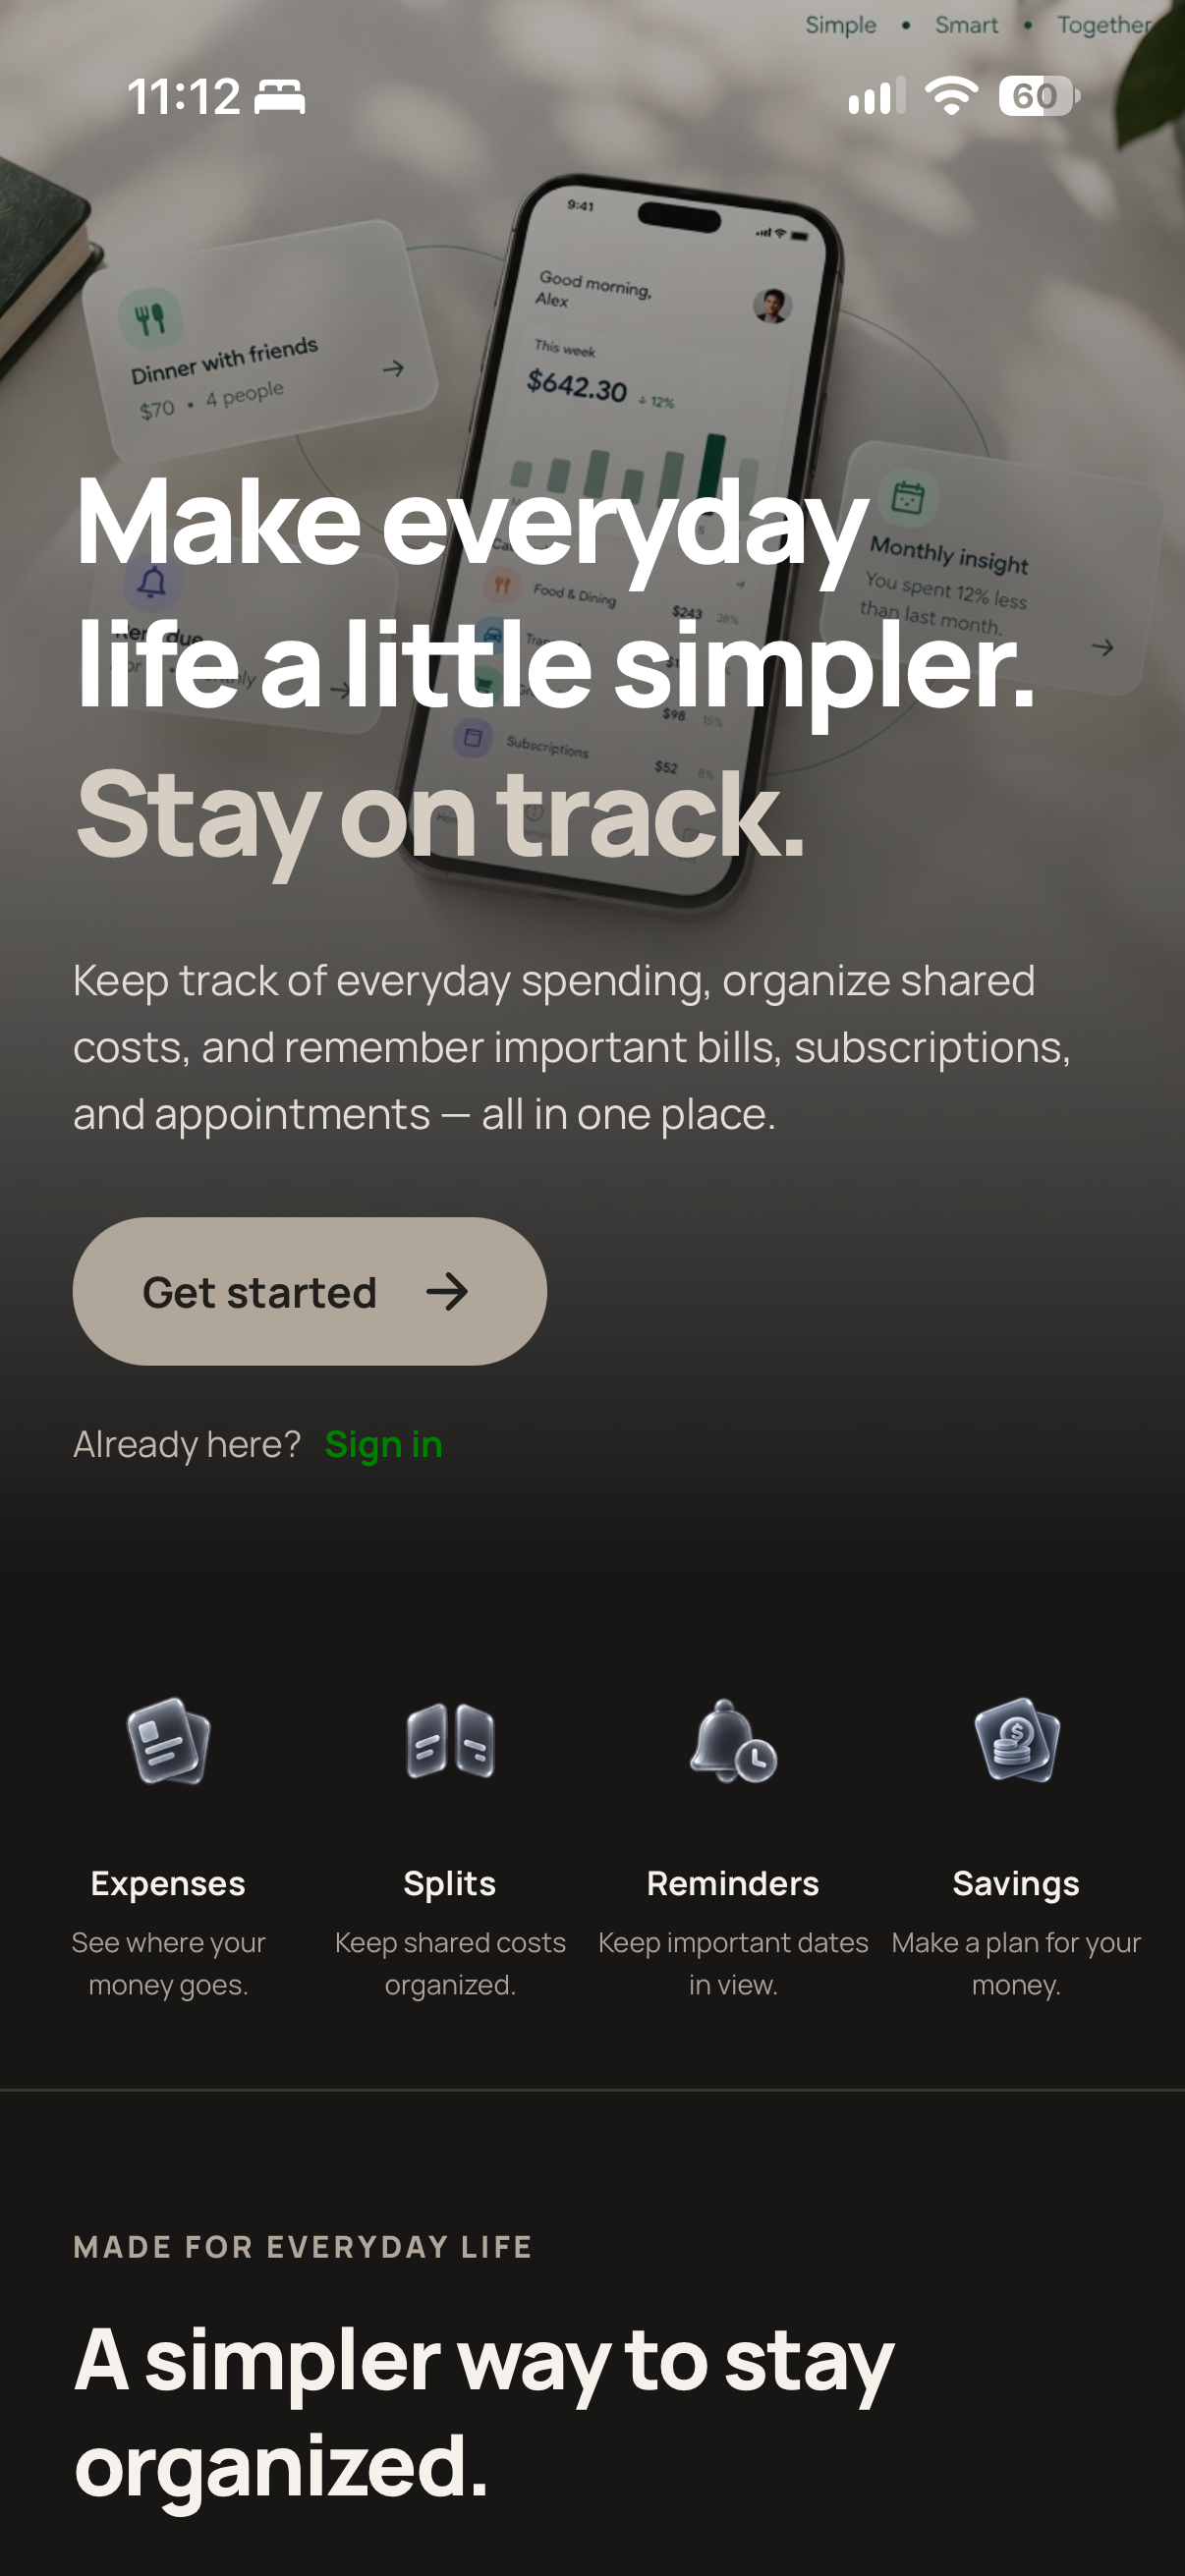 Simple • Smart • Together
11:12
60
9:41
Good morning,
Alex
This week
$642.30 ↓ 12%
Dinner with friends
$70 • 4 people
Monthly insight
You spent 12% less
than last month.
Make everyday
life a little simpler.
Stay on track.
Food & Dining $243 38%
$98 15%
Subscriptions $52 8%
Keep track of everyday spending, organize shared
costs, and remember important bills, subscriptions,
and appointments — all in one place.
Get started →
Already here? Sign in
Expenses
See where your
money goes.
Splits
Keep shared costs
organized.
Reminders
Keep important dates
in view.
Savings
Make a plan for your
money.
MADE FOR EVERYDAY LIFE
A simpler way to stay
organized.